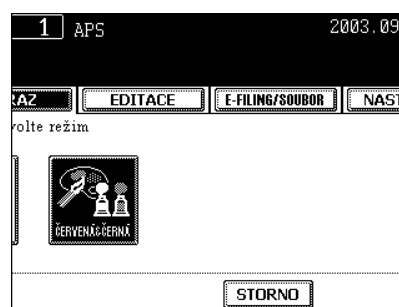 1 APS 2003.09
RAZ EDITACE E-FILING/SOUBOR NAST
volte režim
ČERVENÁ&ČERNÁ
STORNO